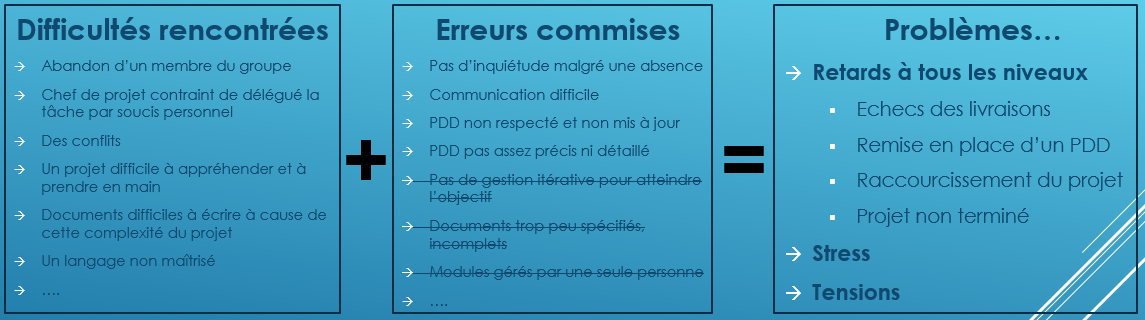 Difficultés rencontrées
Abandon d'un membre du groupe
Chef de projet contraint de délégué la
tâche par soucis personnel
Des conflits
Un projet difficile à appréhender et à
prendre en main
Documents difficiles à écrire à cause de
cette complexité du projet
Un langage non maîtrisé
....
+
Erreurs commises
Pas d'inquiétude malgré une absence
Communication difficile
PDD non respecté et non mis à jour
PDD pas assez précis ni détaillé
Pas de gestion itérative pour atteindre
l'objectif
Documents trop peu spécifiés,
incomplets
Modules gérés par une seule personne
....
=
Problèmes...
Retards à tous les niveaux
Echecs des livraisons
Remise en place d'un PDD
Raccourcissement du projet
Projet non terminé
Stress
Tensions